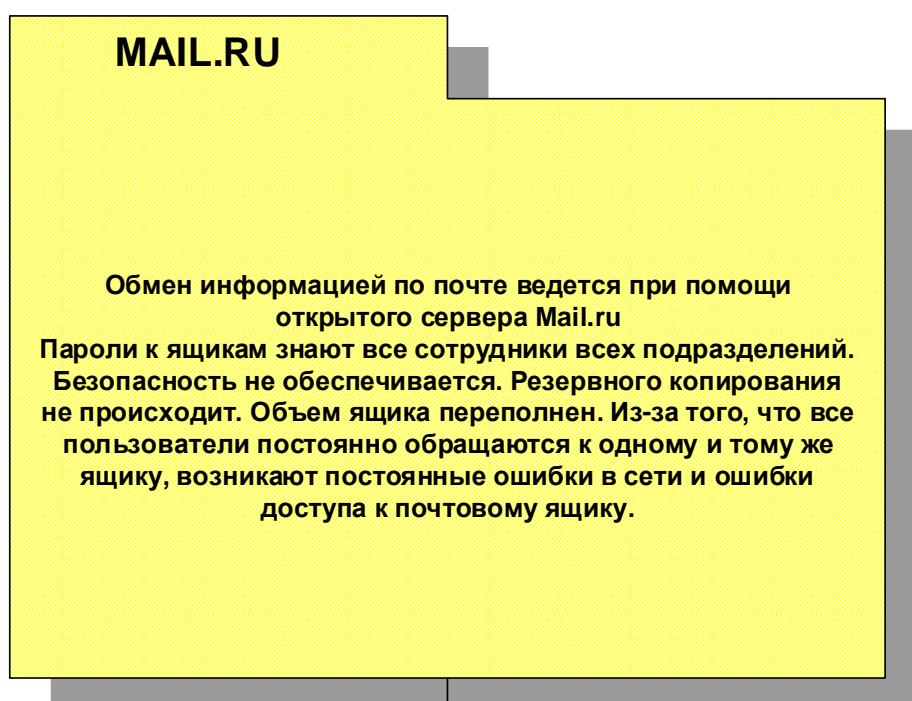 MAIL.RU
Обмен информацией по почте ведется при помощи
открытого сервера Mail.ru
Пароли к ящикам знают все сотрудники всех подразделений.
Безопасность не обеспечивается. Резервного копирования
не происходит. Объем ящика переполнен. Из-за того, что все
пользователи постоянно обращаются к одному и тому же
ящику, возникают постоянные ошибки в сети и ошибки
доступа к почтовому ящику.